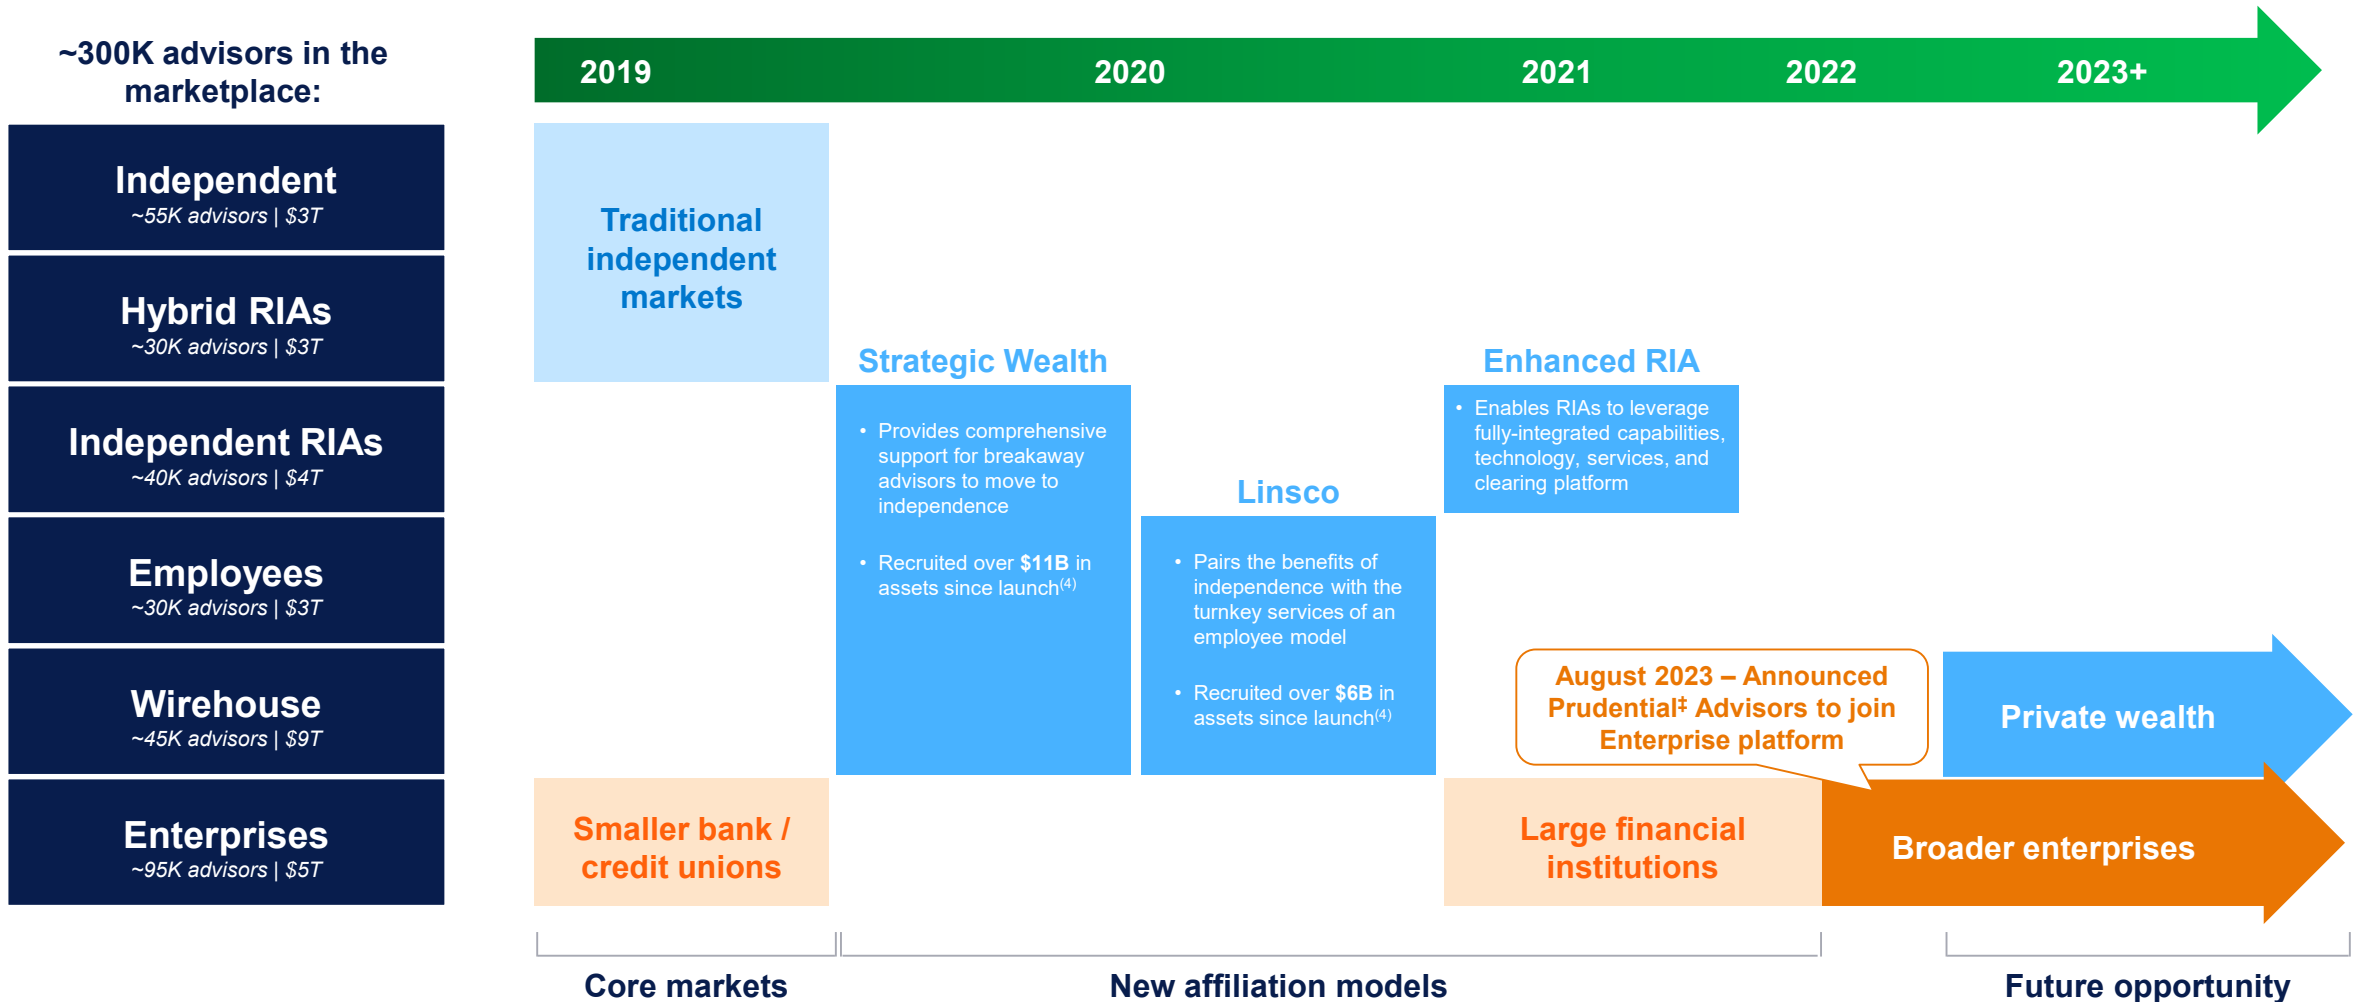 ~300K advisors in the
marketplace:
2019
2020
2021
2022
2023+
Independent
~55K advisors | $3T
Hybrid RIAs
~30K advisors | $3T
Independent RIAs
~40K advisors | $4T
Employees
~30K advisors | $3T
Wirehouse
~45K advisors | $9T
Enterprises
~95K advisors | $5T
Traditional
independent
markets
Smaller bank /
credit unions
Strategic Wealth
• Provides comprehensive
support for breakaway
advisors to move to
independence
• Recruited over $11B in
assets since launch(4)
Linsco
• Pairs the benefits of
independence with the
turnkey services of an
employee model
• Recruited over $6B in
assets since launch(4)
Enhanced RIA
• Enables RIAs to leverage
fully-integrated capabilities,
technology, services, and
clearing platform
August 2023 – Announced
Prudential‡ Advisors to join
Enterprise platform
Large financial
institutions
Private wealth
Broader enterprises
Core markets
New affiliation models
Future opportunity